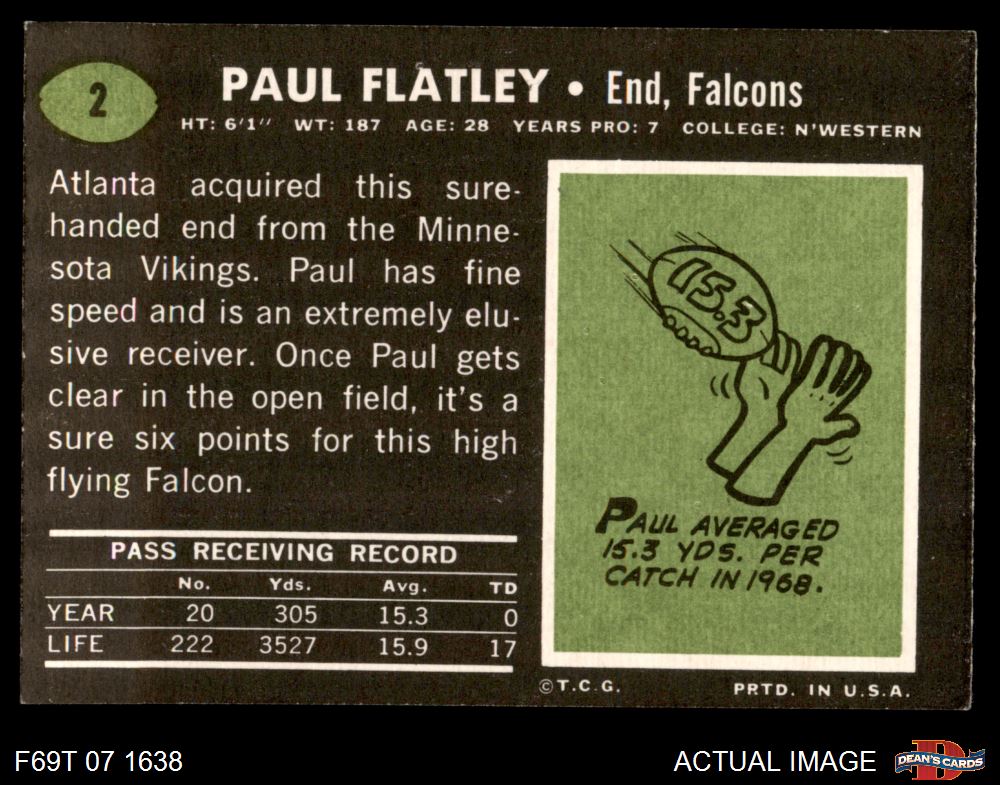 2
PAUL FLATLEY • End, Falcons
HT: 6'1" WT: 187 AGE: 28 YEARS PRO: 7 COLLEGE: N'WESTERN
Atlanta acquired this sure-
handed end from the Minne-
sota Vikings. Paul has fine
speed and is an extremely elu-
sive receiver. Once Paul gets
clear in the open field, it's a
sure six points for this high
flying Falcon.
PASS RECEIVING RECORD
No. Yds. Avg. TD
YEAR 20 305 15.3 0
LIFE 222 3527 15.9 17
15.3
PAUL AVERAGED
15.3 YDS. PER
CATCH IN 1968.
©T.C.G. PRTD. IN U.S.A.
F69T 07 1638 ACTUAL IMAGE DEAN'S CARDS